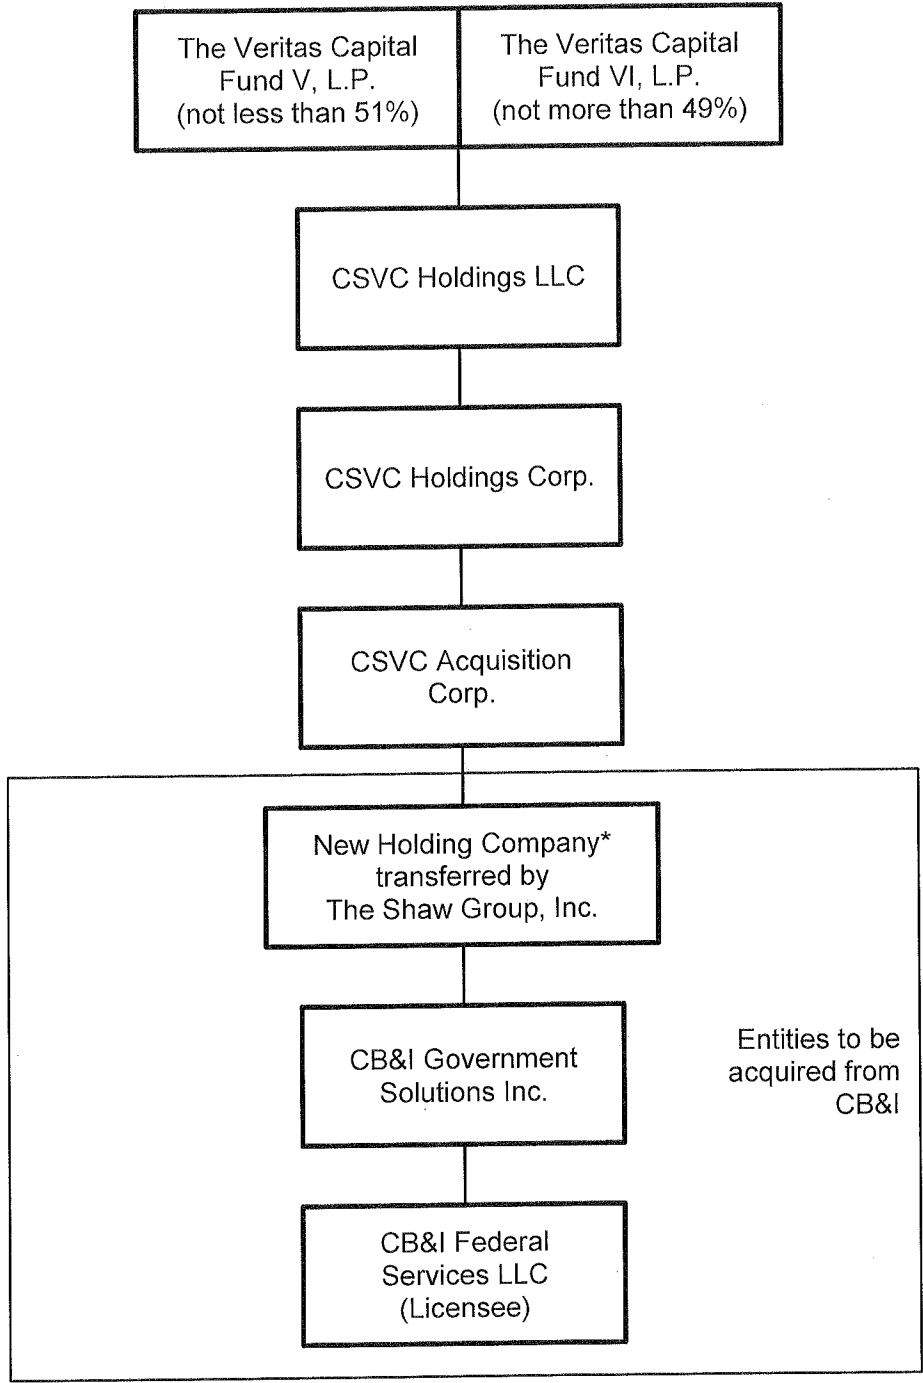 The Veritas Capital
Fund V, L.P.
(not less than 51%)
The Veritas Capital
Fund VI, L.P.
(not more than 49%)
CSVC Holdings LLC
CSVC Holdings Corp.
CSVC Acquisition
Corp.
New Holding Company*
transferred by
The Shaw Group, Inc.
CB&I Government
Solutions Inc.
Entities to be
acquired from
CB&I
CB&I Federal
Services LLC
(Licensee)